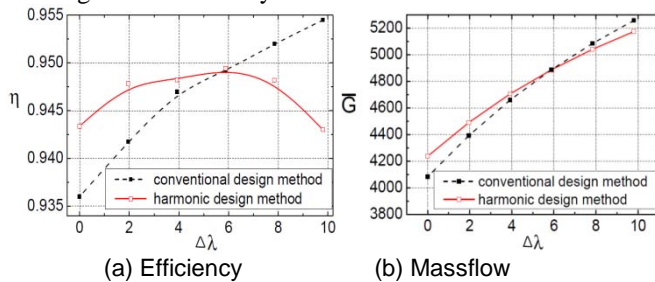 0.955
0.950
0.945
0.940
0.935
η
0 2 4 6 8 10
Δλ
conventional design method
harmonic design method
(a) Efficiency
5200
5000
4800
4600
4400
4200
4000
3800
G̅
0 2 4 6 8 10
Δλ
conventional design method
harmonic design method
(b) Massflow